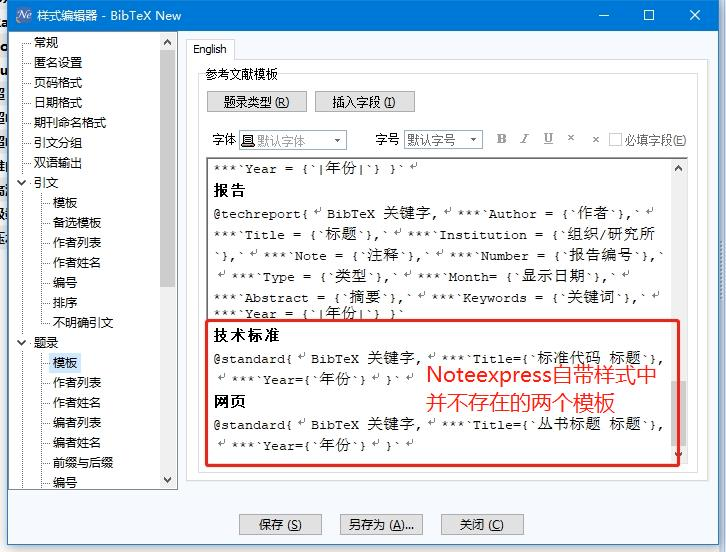 样式编辑器 - BibTeX New
常规
匿名设置
页码格式
日期格式
期刊命名格式
引文分组
双语输出
引文
模板
备选模板
作者列表
作者姓名
编号
排序
不明确引文
题录
模板
作者列表
作者姓名
编者列表
编者姓名
前缀与后缀
编号
English
参考文献模板
题录类型 (R)
插入字段 (I)
字体 默认字体 字号 默认字号 B I U × × 必填字段(E)
***`Year = {`|年份|`} }`↵
报告
@techreport{↵BibTeX 关键字,↵***`Author = {`作者`},`↵
***`Title = {`标题`},`↵***`Institution = {`组织/研究所
`},`↵***`Note = {`注释`},`↵***`Number = {`报告编号`},`
↵***`Type = {`类型`},`↵***`Month= {`显示日期`},`↵
***`Abstract = {`摘要`},`↵***`Keywords = {`关键词`},`↵
***`Year = {`|年份|`} }`
技术标准
@standard{↵BibTeX 关键字,↵***`Title={`标准代码 标题`},
↵***`Year={`年份`}↵}`↵
网页
@standard{↵BibTeX 关键字,↵***`Title={`丛书标题 标题`},
↵***`Year={`年份`}↵}`↵
Noteexpress自带样式中
并不存在的两个模板
保存 (S)
另存为 (A)...
关闭 (C)